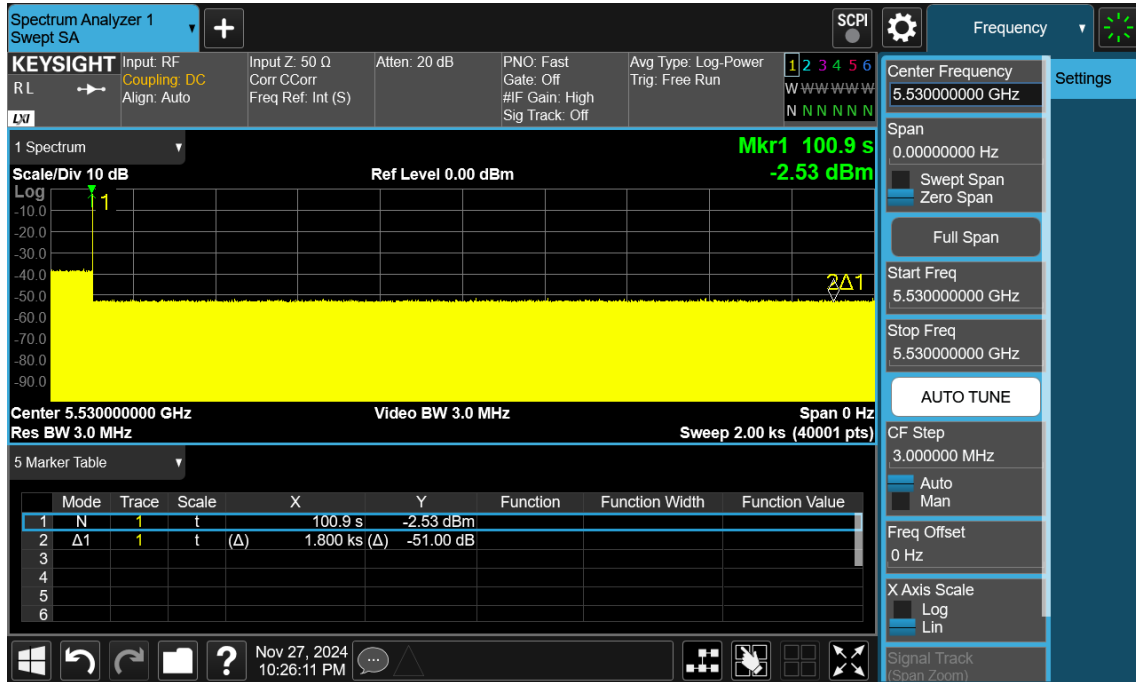 Spectrum Analyzer 1
Swept SA
+
SCPI
Frequency
KEYSIGHT
R L
LXI
Input: RF
Coupling: DC
Align: Auto
Input Z: 50 Ω
Corr CCorr
Freq Ref: Int (S)
Atten: 20 dB
PNO: Fast
Gate: Off
#IF Gain: High
Sig Track: Off
Avg Type: Log-Power
Trig: Free Run
1 2 3 4 5 6
W W W W W W
N N N N N N
1 Spectrum
Mkr1 100.9 s
-2.53 dBm
Scale/Div 10 dB
Ref Level 0.00 dBm
Log
1
-10.0
-20.0
-30.0
-40.0
2Δ1
-50.0
-60.0
-70.0
-80.0
-90.0
Center 5.530000000 GHz
Video BW 3.0 MHz
Span 0 Hz
Res BW 3.0 MHz
Sweep 2.00 ks (40001 pts)
5 Marker Table
Mode Trace Scale X Y Function Function Width Function Value
1 N 1 t 100.9 s -2.53 dBm
2 Δ1 1 t (Δ) 1.800 ks (Δ) -51.00 dB
3
4
5
6
?
Nov 27, 2024
10:26:11 PM
Center Frequency
5.530000000 GHz
Settings
Span
0.00000000 Hz
Swept Span
Zero Span
Full Span
Start Freq
5.530000000 GHz
Stop Freq
5.530000000 GHz
AUTO TUNE
CF Step
3.000000 MHz
Auto
Man
Freq Offset
0 Hz
X Axis Scale
Log
Lin
Signal Track
(Span Zoom)